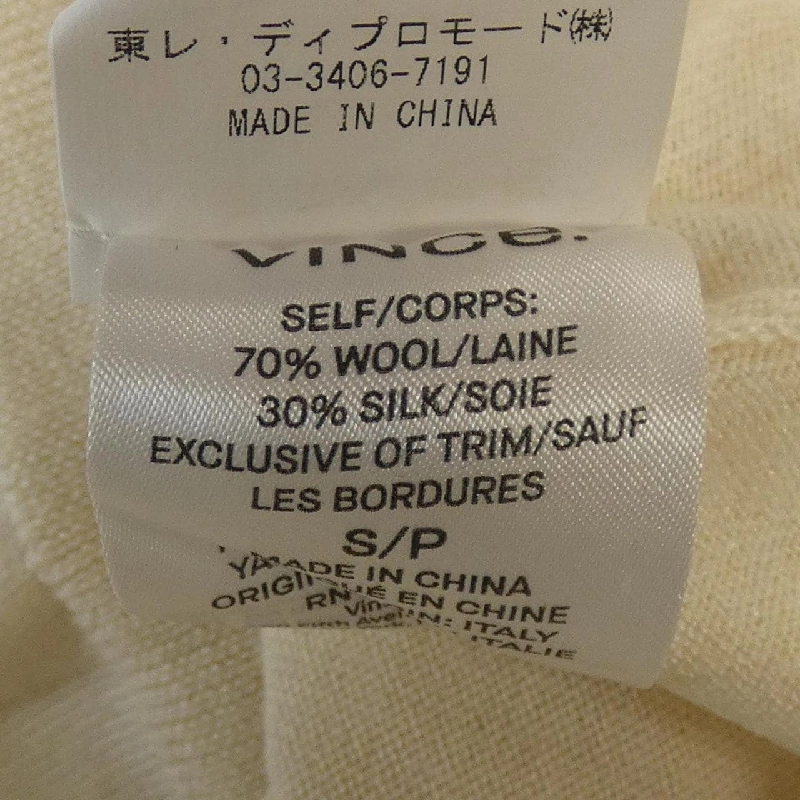 東レ・ディプロモード(株)
03-3406-7191
MADE IN CHINA
VINCE.
SELF/CORPS:
70% WOOL/LAINE
30% SILK/SOIE
EXCLUSIVE OF TRIM/SAUF
LES BORDURES
S/P
MADE IN CHINA
EN CHINE
ITALY
ITALIE